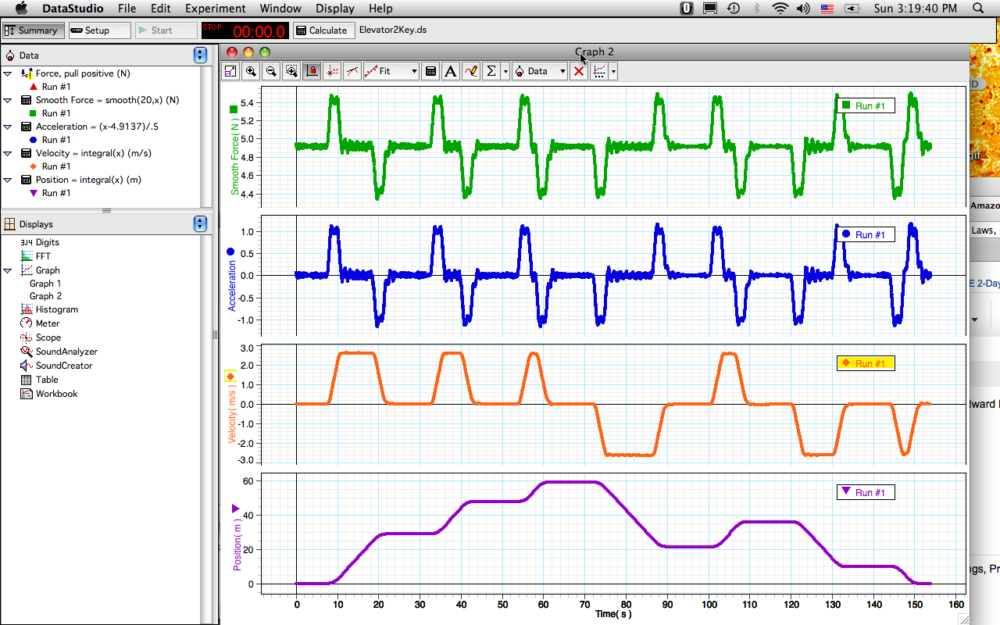 DataStudio File Edit Experiment Window Display Help Sun 3:19:40 PM
Summary Setup Start STOP 00:00.0 Calculate Elevator2Key.ds
Data
Force, pull positive (N)
Run #1
Smooth Force = smooth(20,x) (N)
Run #1
Acceleration = (x-4.9137)/.5
Run #1
Velocity = integral(x) (m/s)
Run #1
Position = integral(x) (m)
Run #1
Displays
3.14 Digits
FFT
Graph
Graph 1
Graph 2
Histogram
Meter
Scope
SoundAnalyzer
SoundCreator
Table
Workbook
Graph 2
Fit A Σ Data
Smooth Force( N )
5.4
5.2
5.0
4.8
4.6
4.4
Run #1
Acceleration
1.0
0.5
0.0
-0.5
-1.0
Run #1
Velocity( m/s )
3.0
2.0
1.0
0.0
-1.0
-2.0
-3.0
Run #1
Position( m )
60
40
20
0
Run #1
0 10 20 30 40 50 60 70 80 90 100 110 120 130 140 150 160
Time( s )
D
gif
Amazo
Laws,
E 2-Day
lward
ngs, Pr